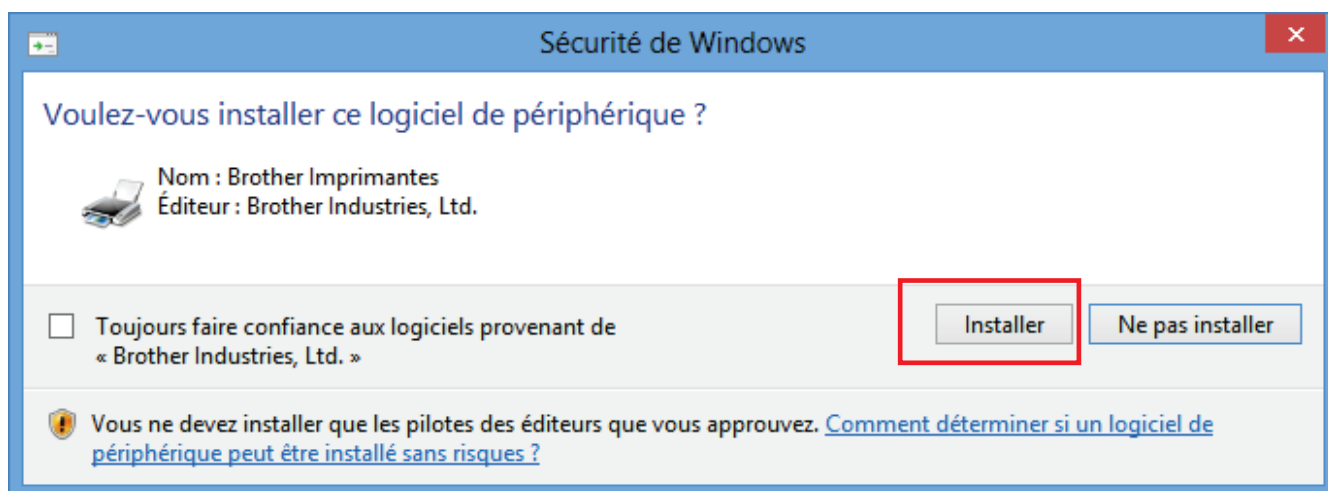 Sécurité de Windows
Voulez-vous installer ce logiciel de périphérique ?
Nom : Brother Imprimantes
Éditeur : Brother Industries, Ltd.
Toujours faire confiance aux logiciels provenant de
« Brother Industries, Ltd. »
Installer
Ne pas installer
Vous ne devez installer que les pilotes des éditeurs que vous approuvez. Comment déterminer si un logiciel de
périphérique peut être installé sans risques ?